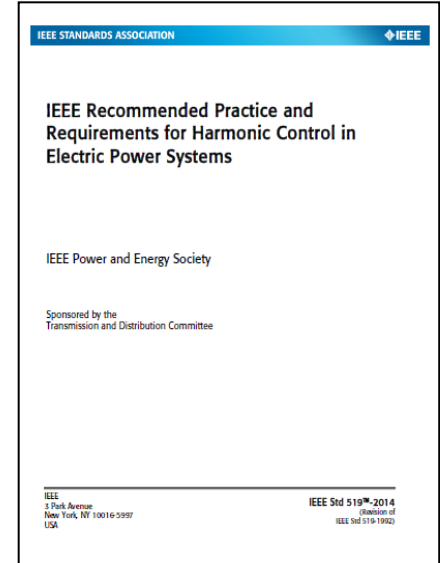 IEEE STANDARDS ASSOCIATION
IEEE
IEEE Recommended Practice and
Requirements for Harmonic Control in
Electric Power Systems
IEEE Power and Energy Society
Sponsored by the
Transmission and Distribution Committee
IEEE
3 Park Avenue
New York, NY 10016-5997
USA
IEEE Std 519™-2014
(Revision of
IEEE Std 519-1992)